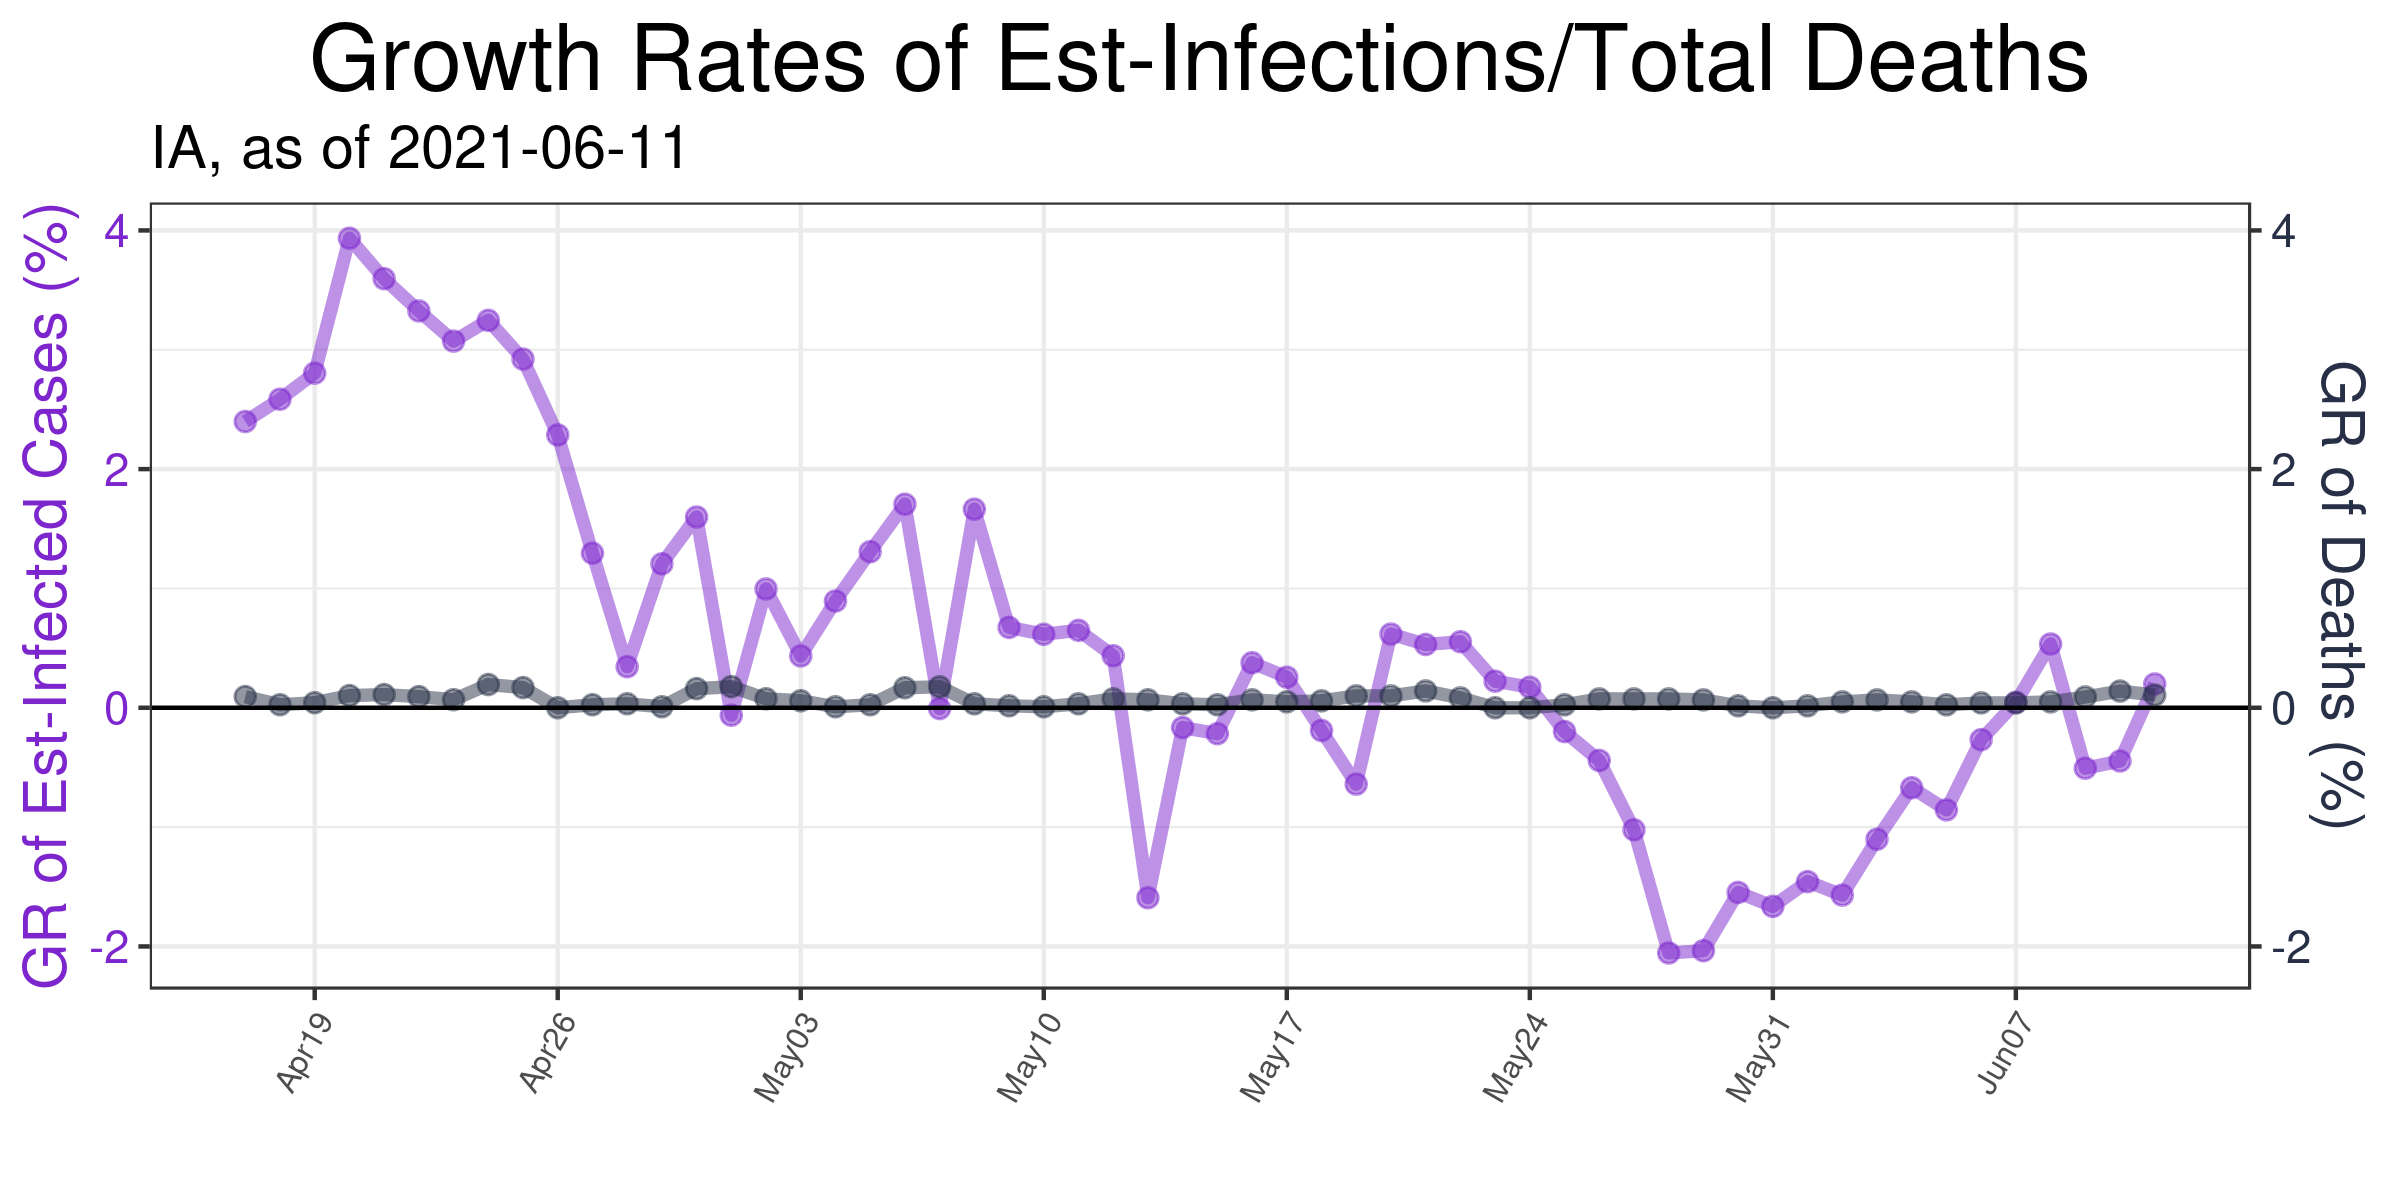 Growth Rates of Est-Infections/Total Deaths
IA, as of 2021-06-11
GR of Est-Infected Cases (%)
4
2
0
-2
4
2
0
-2
GR of Deaths (%)
Apr19
Apr26
May03
May10
May17
May24
May31
Jun07